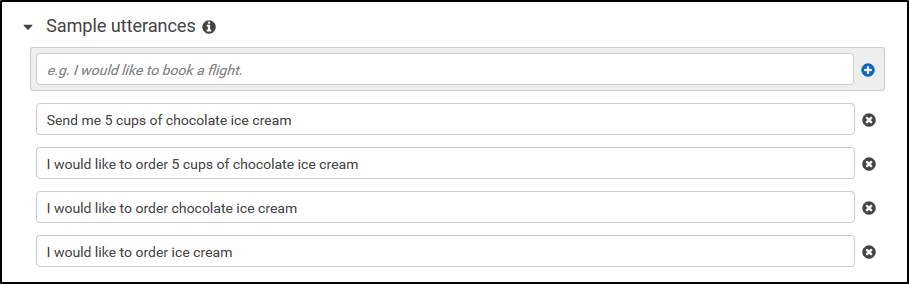 Sample utterances
e.g. I would like to book a flight.
Send me 5 cups of chocolate ice cream
I would like to order 5 cups of chocolate ice cream
I would like to order chocolate ice cream
I would like to order ice cream